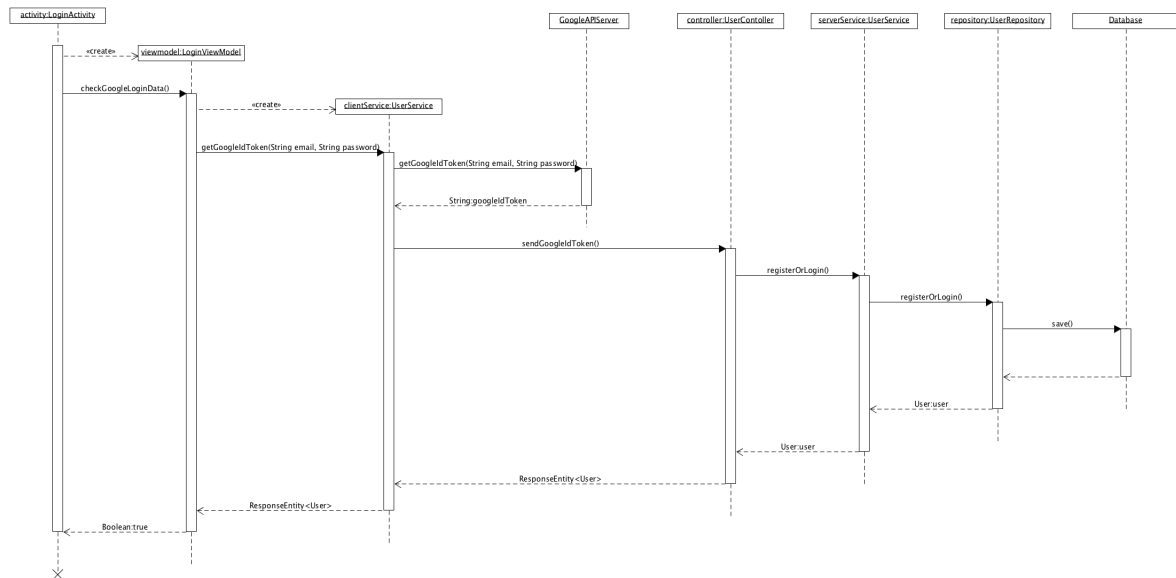 activity:LoginActivity
GoogleAPIServer
controller:UserContoller
serverService:UserService
repository:UserRepository
Database
«create»
viewmodel:LoginViewModel
checkGoogleLoginData()
«create»
clientService:UserService
getGoogleIdToken(String email, String password)
getGoogleIdToken(String email, String password)
String:googleIdToken
sendGoogleIdToken()
registerOrLogin()
registerOrLogin()
save()
User:user
User:user
ResponseEntity<User>
ResponseEntity<User>
Boolean:true